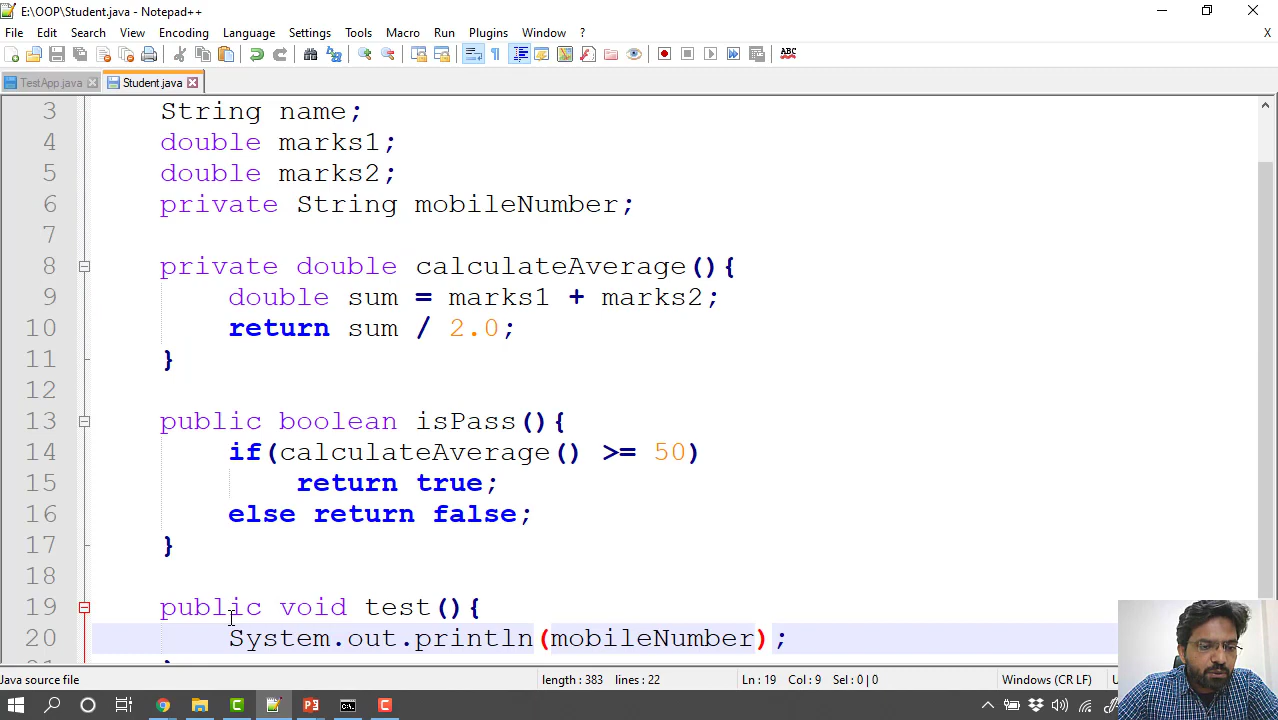 E:\OOP\Student.java - Notepad++
File Edit Search View Encoding Language Settings Tools Macro Run Plugins Window ? X
ABC
TestApp.java Student.java
3 String name;
4 double marks1;
5 double marks2;
6 private String mobileNumber;
7
8 private double calculateAverage(){
9 double sum = marks1 + marks2;
10 return sum / 2.0;
11 }
12
13 public boolean isPass(){
14 if(calculateAverage() >= 50)
15 return true;
16 else return false;
17 }
18
19 public void test(){
20 System.out.println(mobileNumber);
Java source file length : 383 lines : 22 Ln : 19 Col : 9 Sel : 0 | 0 Windows (CR LF)